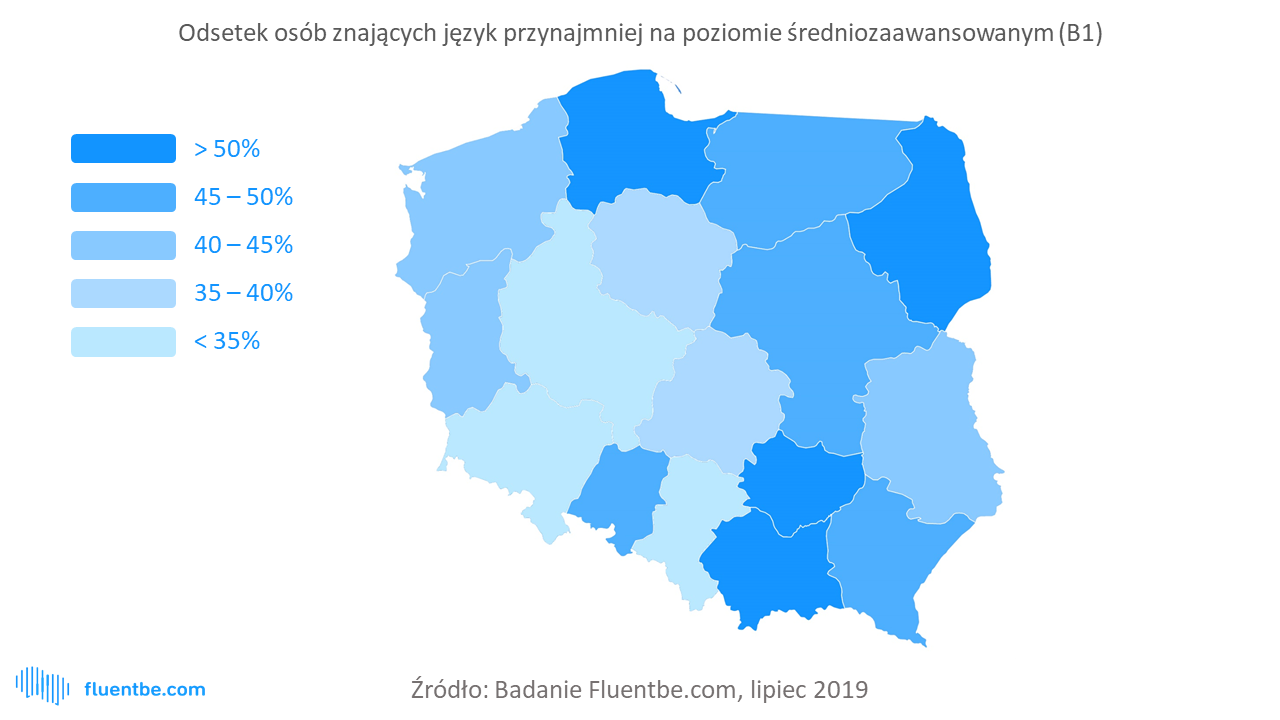 Odsetek osób znających język przynajmniej na poziomie średniozaawansowanym (B1)
> 50%
45 – 50%
40 – 45%
35 – 40%
< 35%
fluentbe.com
Źródło: Badanie Fluentbe.com, lipiec 2019